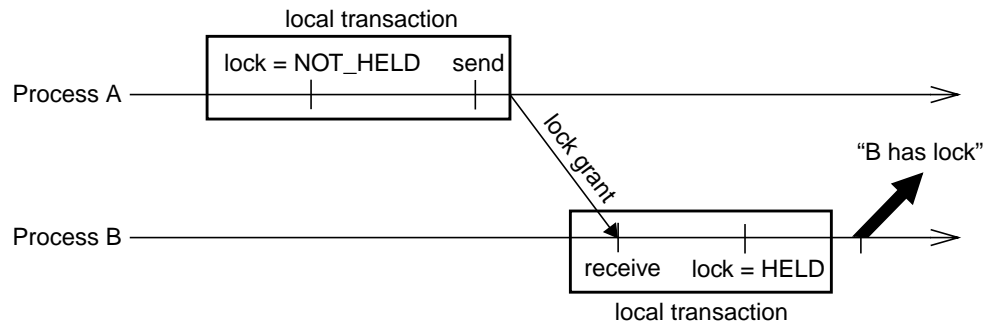 local transaction
lock = NOT_HELD send
Process A
lock grant
“B has lock”
Process B
receive lock = HELD
local transaction